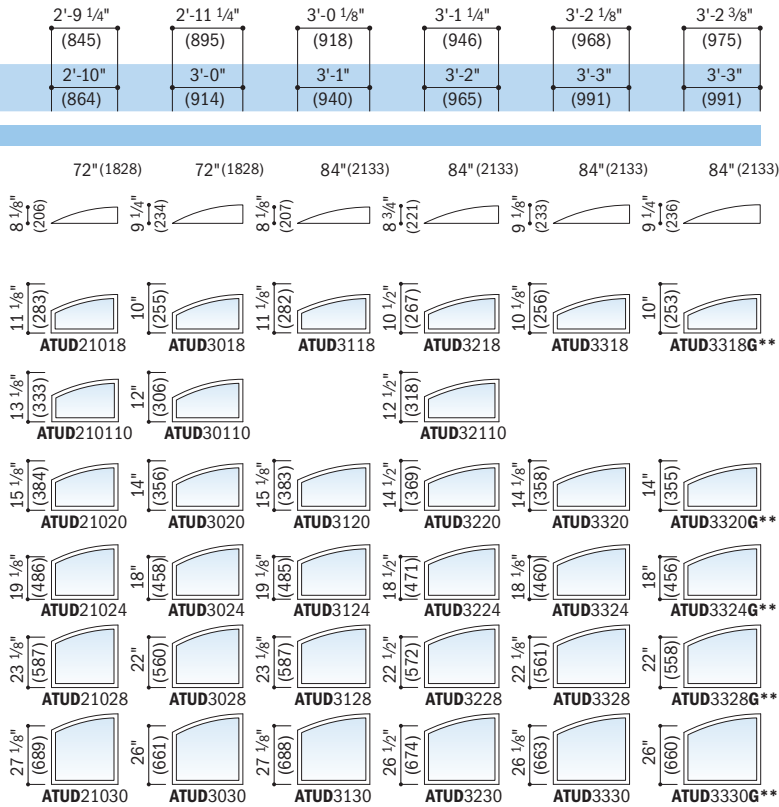 2'-9 1/4" 2'-11 1/4" 3'-0 1/8" 3'-1 1/4" 3'-2 1/8" 3'-2 3/8"
(845) (895) (918) (946) (968) (975)
2'-10" 3'-0" 3'-1" 3'-2" 3'-3" 3'-3"
(864) (914) (940) (965) (991) (991)
72" (1828) 72" (1828) 84" (2133) 84" (2133) 84" (2133) 84" (2133)
8 1/8" (206) 9 1/4" (234) 8 1/8" (207) 8 3/4" (221) 9 1/8" (233) 9 1/4" (236)
11 1/8" (283) 10" (255) 11 1/8" (282) 10 1/2" (267) 10 1/8" (256) 10" (253)
ATUD21018 ATUD3018 ATUD3118 ATUD3218 ATUD3318 ATUD3318G**
13 1/8" (333) 12" (306) 12 1/2" (318)
ATUD210110 ATUD30110 ATUD32110
15 1/8" (384) 14" (356) 15 1/8" (383) 14 1/2" (369) 14 1/8" (358) 14" (355)
ATUD21020 ATUD3020 ATUD3120 ATUD3220 ATUD3320 ATUD3320G**
19 1/8" (486) 18" (458) 19 1/8" (485) 18 1/2" (471) 18 1/8" (460) 18" (456)
ATUD21024 ATUD3024 ATUD3124 ATUD3224 ATUD3324 ATUD3324G**
23 1/8" (587) 22" (560) 23 1/8" (587) 22 1/2" (572) 22 1/8" (561) 22" (558)
ATUD21028 ATUD3028 ATUD3128 ATUD3228 ATUD3328 ATUD3328G**
27 1/8" (689) 26" (661) 27 1/8" (688) 26 1/2" (674) 26 1/8" (663) 26" (660)
ATUD21030 ATUD3030 ATUD3130 ATUD3230 ATUD3330 ATUD3330G**